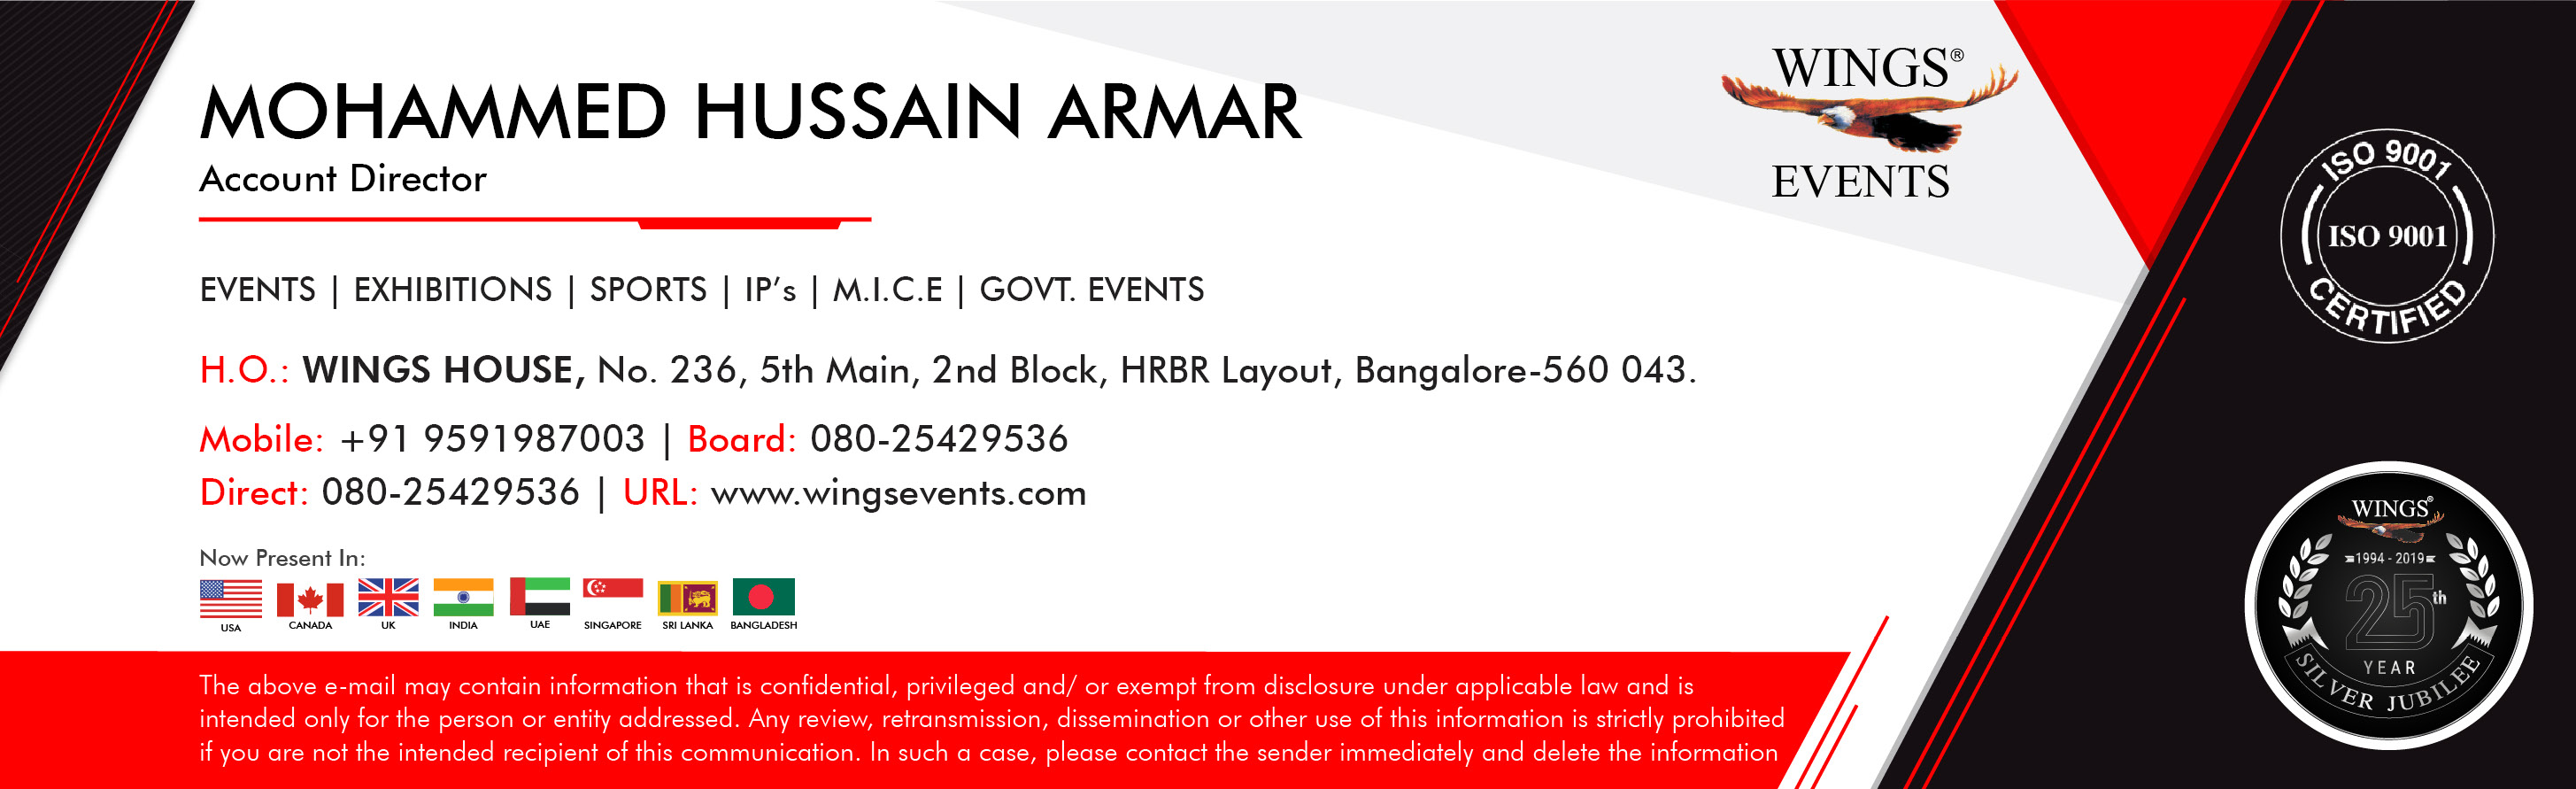 MOHAMMED HUSSAIN ARMAR
Account Director
WINGS®
EVENTS
EVENTS | EXHIBITIONS | SPORTS | IP’s | M.I.C.E | GOVT. EVENTS
H.O.: WINGS HOUSE, No. 236, 5th Main, 2nd Block, HRBR Layout, Bangalore-560 043.
Mobile: +91 9591987003 | Board: 080-25429536
Direct: 080-25429536 | URL: www.wingsevents.com
Now Present In:
USA CANADA UK INDIA UAE SINGAPORE SRI LANKA BANGLADESH
The above e-mail may contain information that is confidential, privileged and/ or exempt from disclosure under applicable law and is
intended only for the person or entity addressed. Any review, retransmission, dissemination or other use of this information is strictly prohibited
if you are not the intended recipient of this communication. In such a case, please contact the sender immediately and delete the information
ISO 9001
ISO 9001
CERTIFIED
WINGS®
1994 - 2019
25th
YEAR
SILVER JUBILEE